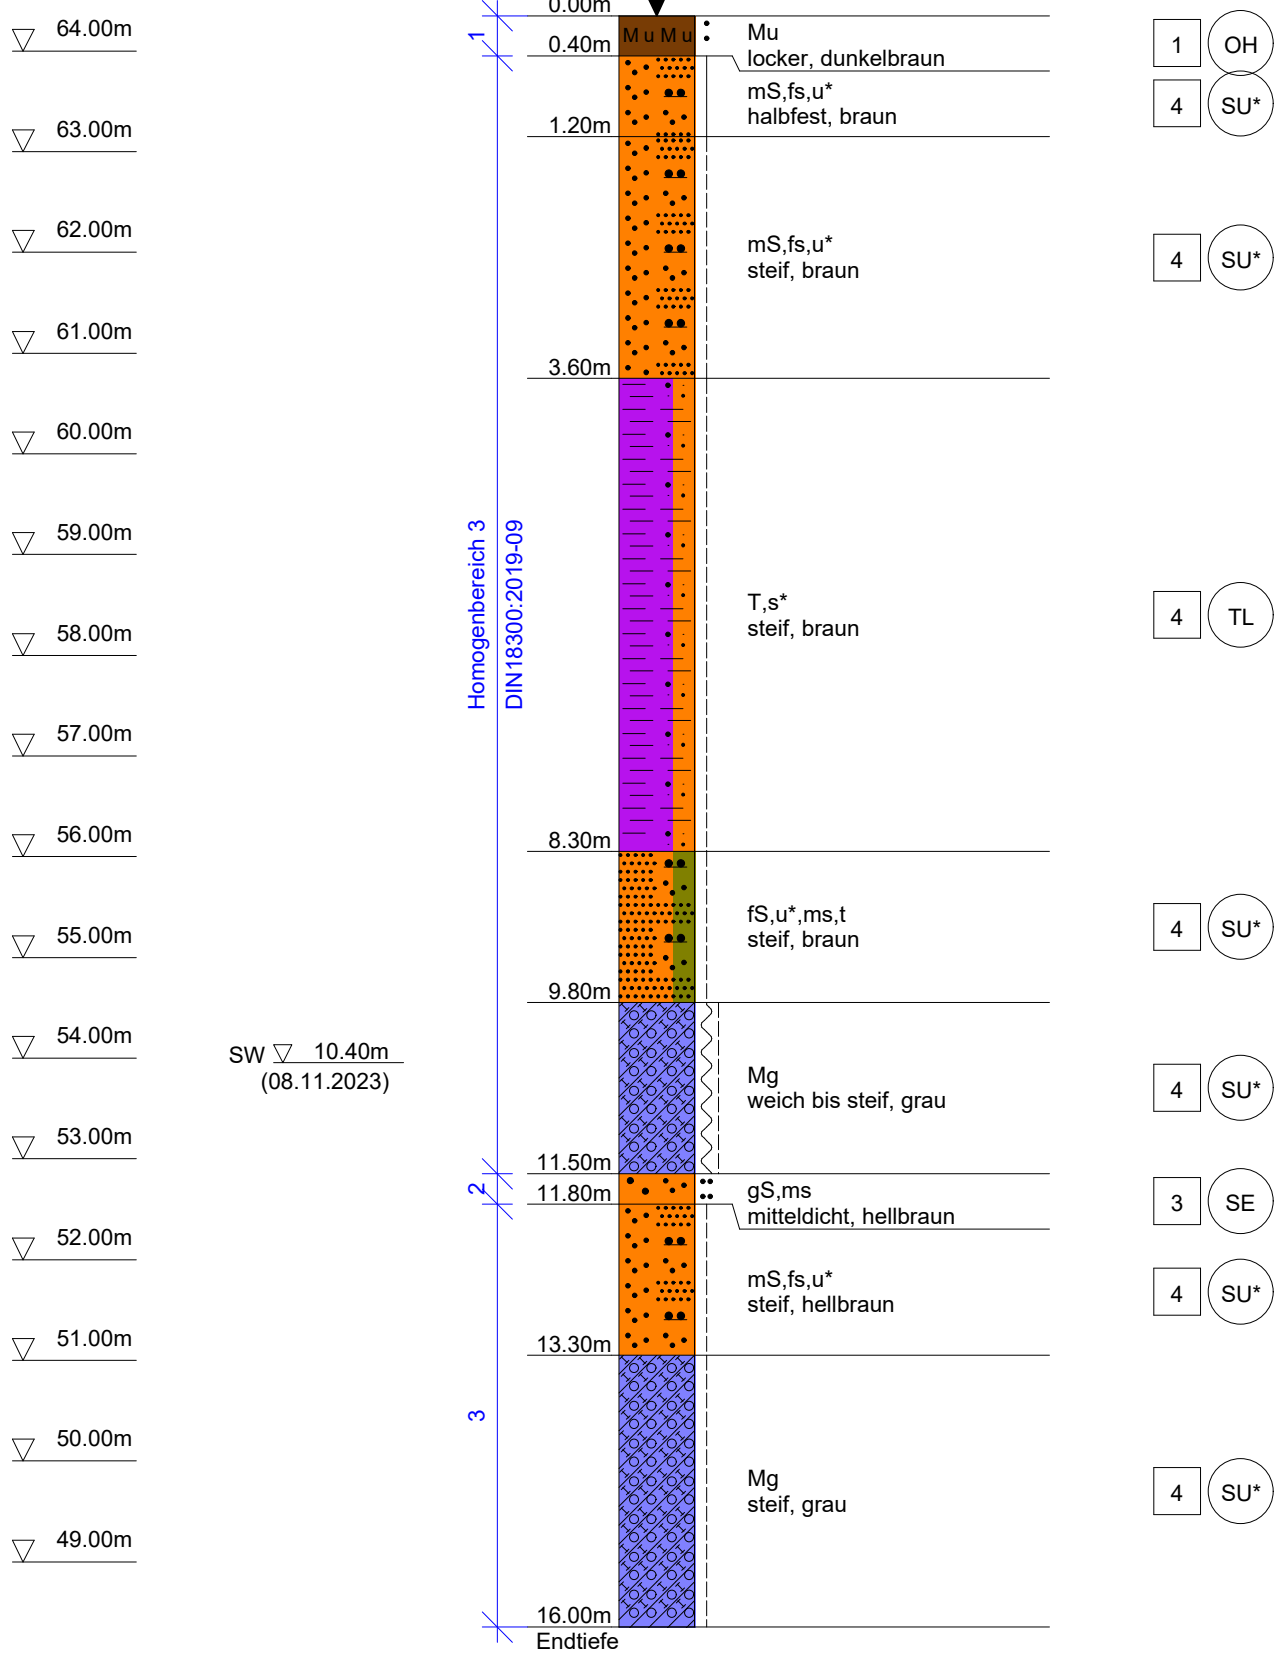 0.00m
64.00m
1
M u M u
Mu
1
OH
0.40m
locker, dunkelbraun
mS,fs,u*
4
SU*
halbfest, braun
63.00m
1.20m
62.00m
mS,fs,u*
4
SU*
steif, braun
61.00m
3.60m
60.00m
59.00m
Homogenbereich 3
DIN18300:2019-09
58.00m
T,s*
4
TL
steif, braun
57.00m
56.00m
8.30m
fS,u*,ms,t
4
SU*
55.00m
steif, braun
9.80m
54.00m
SW 10.40m
(08.11.2023)
Mg
4
SU*
weich bis steif, grau
53.00m
11.50m
2
11.80m
gS,ms
3
SE
mitteldicht, hellbraun
52.00m
mS,fs,u*
4
SU*
steif, hellbraun
51.00m
13.30m
3
50.00m
Mg
4
SU*
steif, grau
49.00m
16.00m
Endtiefe